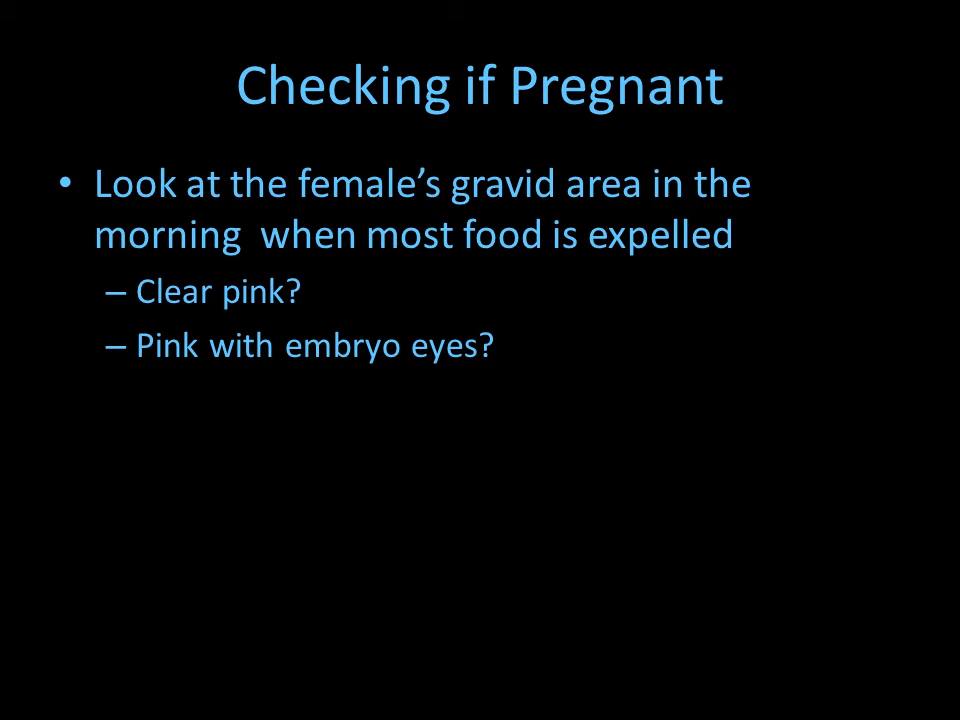 Checking if Pregnant
• Look at the female’s gravid area in the
morning  when most food is expelled
– Clear pink?
– Pink with embryo eyes?